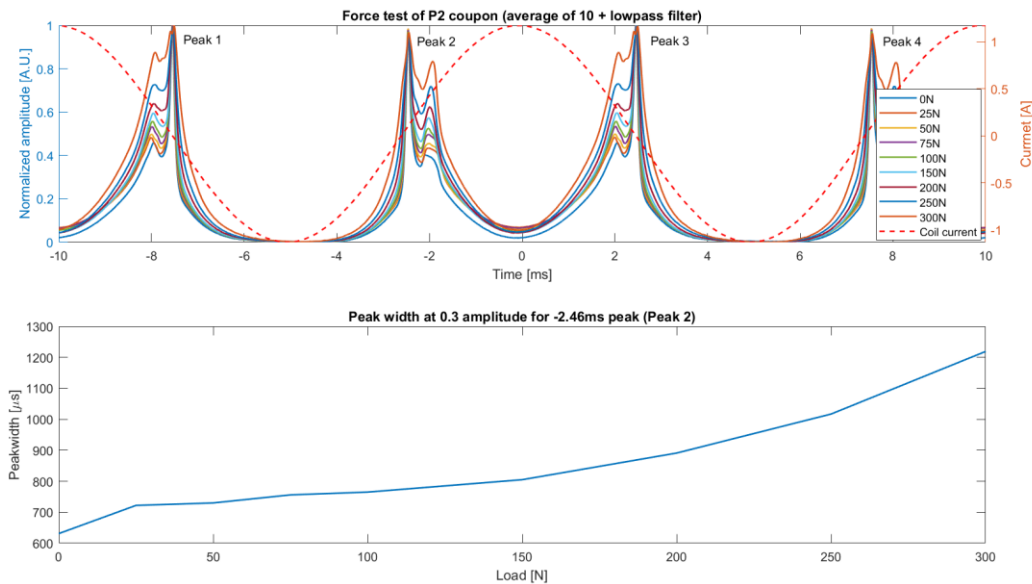 Force test of P2 coupon (average of 10 + lowpass filter)
Normalized amplitude [A.U.]
1
0.8
0.6
0.4
0.2
0
Peak 1
Peak 2
Peak 3
Peak 4
1
0.5
0
-0.5
-1
Currnet [A]
0N
25N
50N
75N
100N
150N
200N
250N
300N
Coil current
-10 -8 -6 -4 -2 0 2 4 6 8 10
Time [ms]
Peak width at 0.3 amplitude for -2.46ms peak (Peak 2)
Peakwidth [μs]
1300
1200
1100
1000
900
800
700
600
0 50 100 150 200 250 300
Load [N]